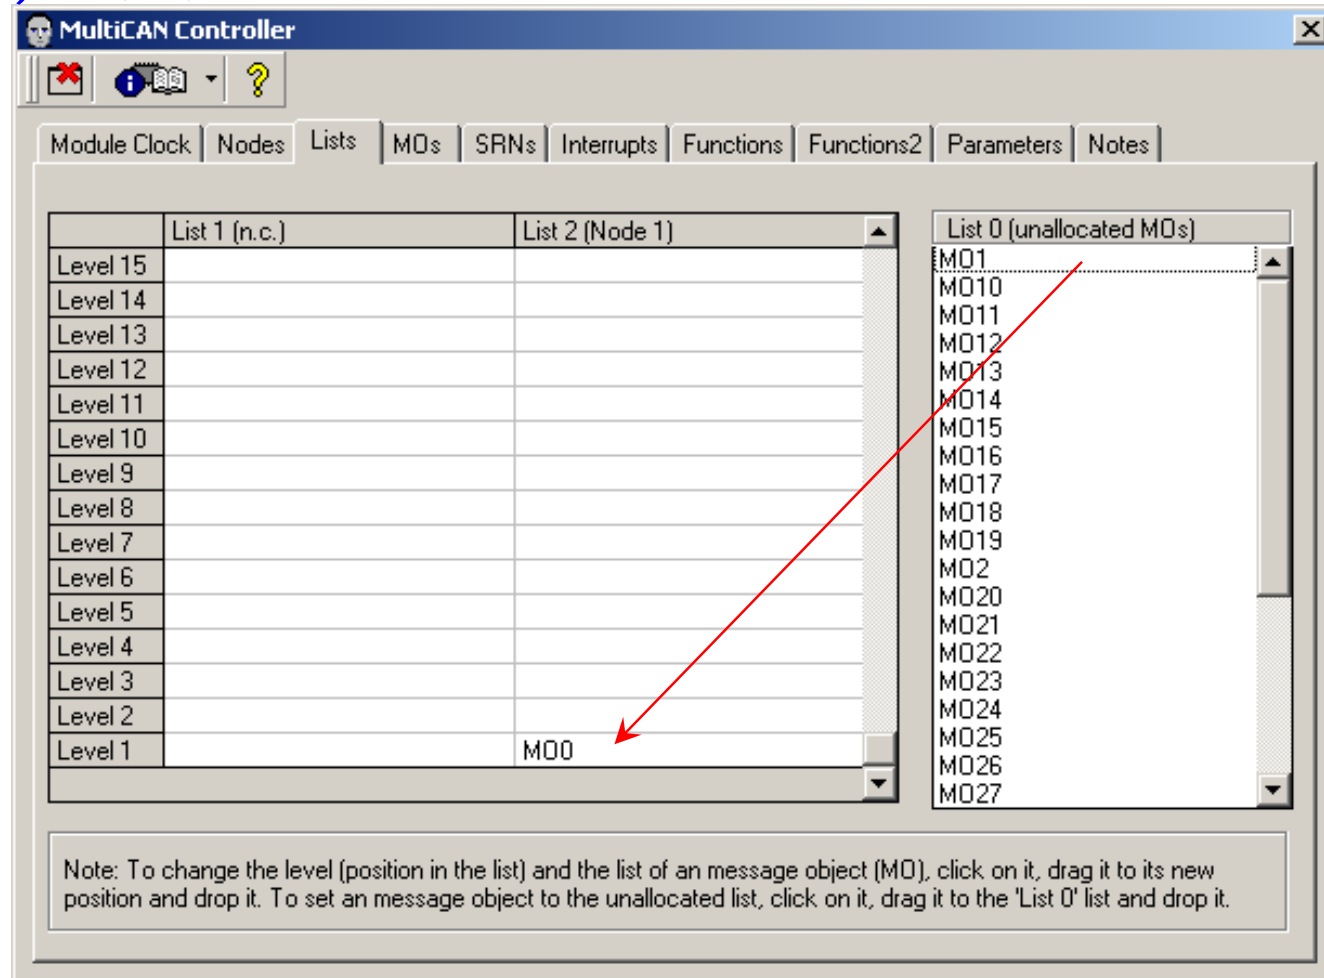 MultiCAN Controller
Module Clock Nodes Lists MOs SRNs Interrupts Functions Functions2 Parameters Notes
List 1 (n.c.) List 2 (Node 1)
Level 15
Level 14
Level 13
Level 12
Level 11
Level 10
Level 9
Level 8
Level 7
Level 6
Level 5
Level 4
Level 3
Level 2
Level 1 MO0
List 0 (unallocated MOs)
MO1
MO10
MO11
MO12
MO13
MO14
MO15
MO16
MO17
MO18
MO19
MO2
MO20
MO21
MO22
MO23
MO24
MO25
MO26
MO27
Note: To change the level (position in the list) and the list of an message object (MO), click on it, drag it to its new
position and drop it. To set an message object to the unallocated list, click on it, drag it to the 'List 0' list and drop it.